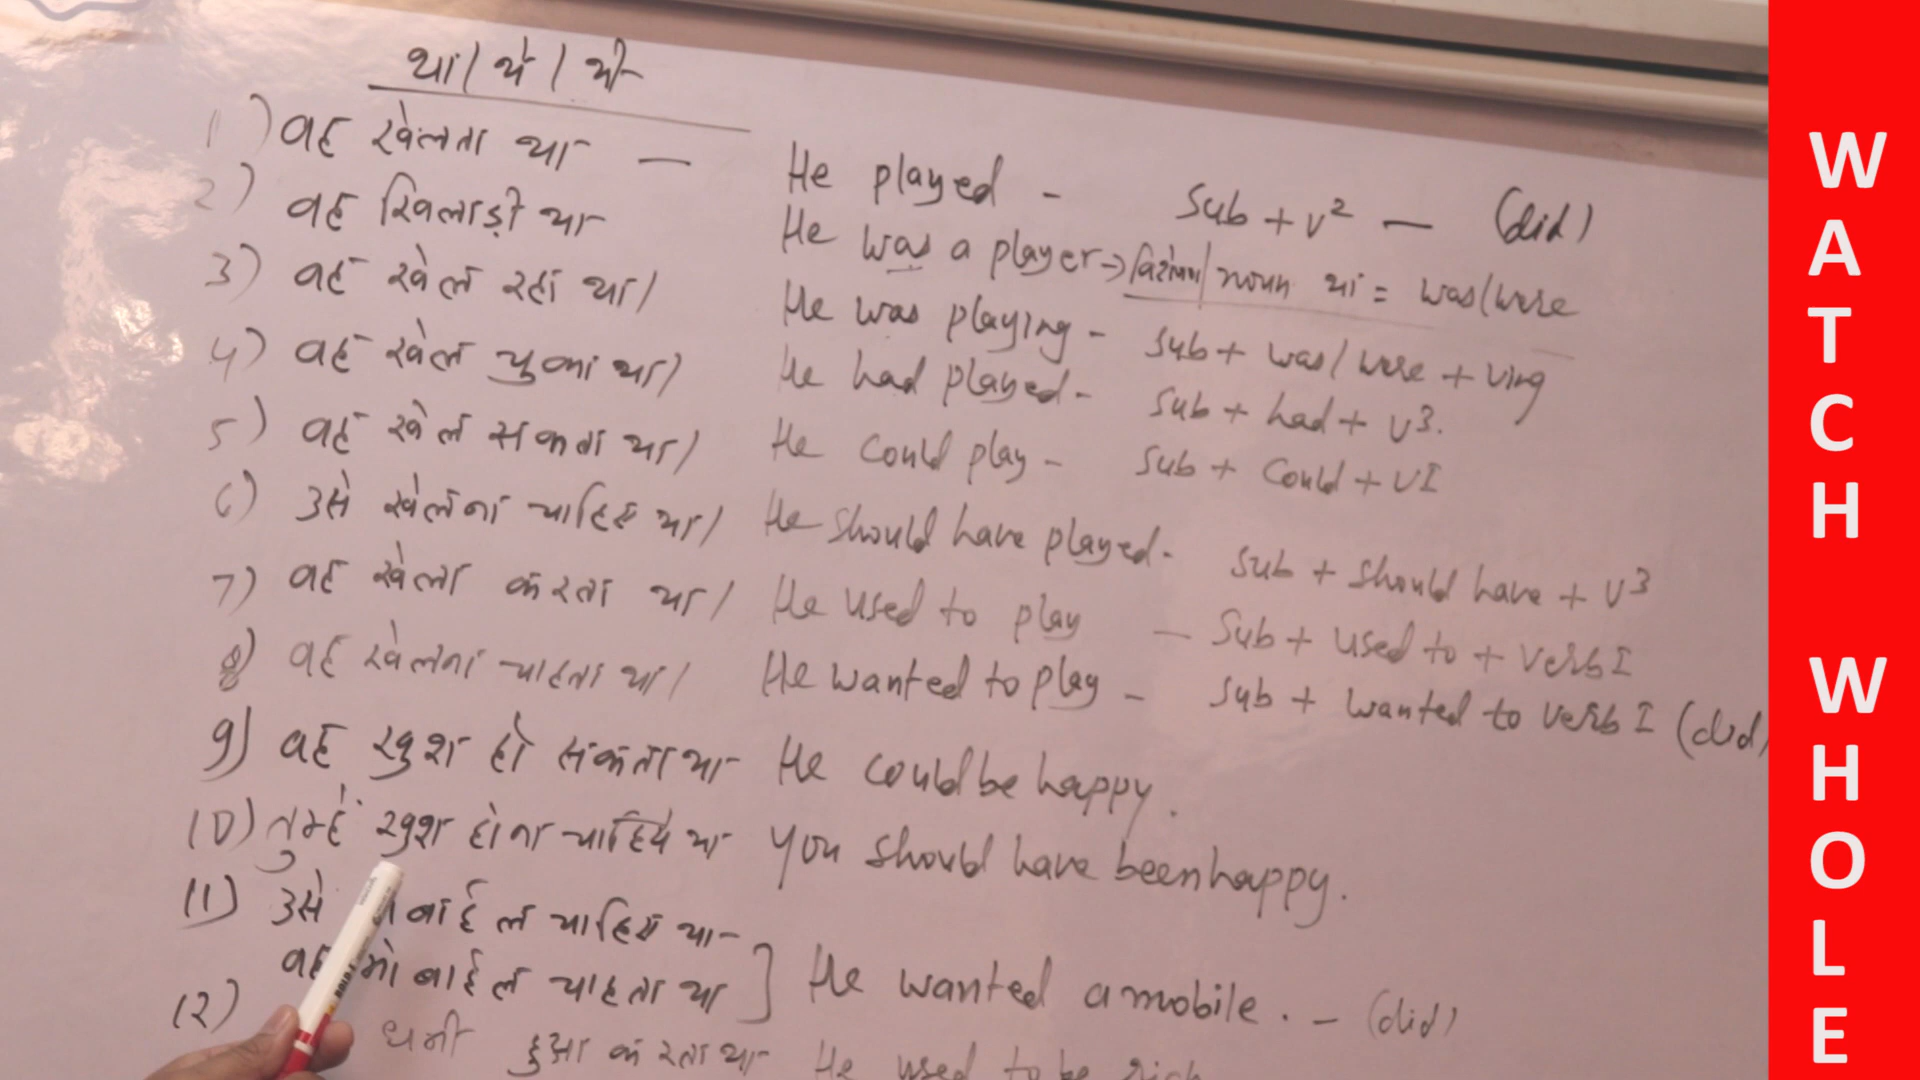 था / थे / थी
1) वह खेलता था — He played - Sub + V² — (did)
2) वह खिलाड़ी था He was a player → विशेषण / noun था = was/were
3) वह खेल रहा था। He was playing - Sub + was / were + Ving
4) वह खेल चुका था। He had played - Sub + had + V³.
5) वह खेल सकता था। He could play - Sub + Could + VI
6) उसे खेलना चाहिए था। He should have played - Sub + Should have + V³
7) वह खेला करता था। He used to play — Sub + used to + Verb I
8) वह खेलना चाहता था। He wanted to play - Sub + wanted to Verb I (did)
9) वह खुश हो सकता था He could be happy.
10) तुम्हें खुश होना चाहिये था You should have been happy.
11) उसे मोबाईल चाहिए था
वह मोबाईल चाहता था ] He wanted a mobile. - (did)
12) धनी हुआ करता था He used to be rich
WATCH WHOLE